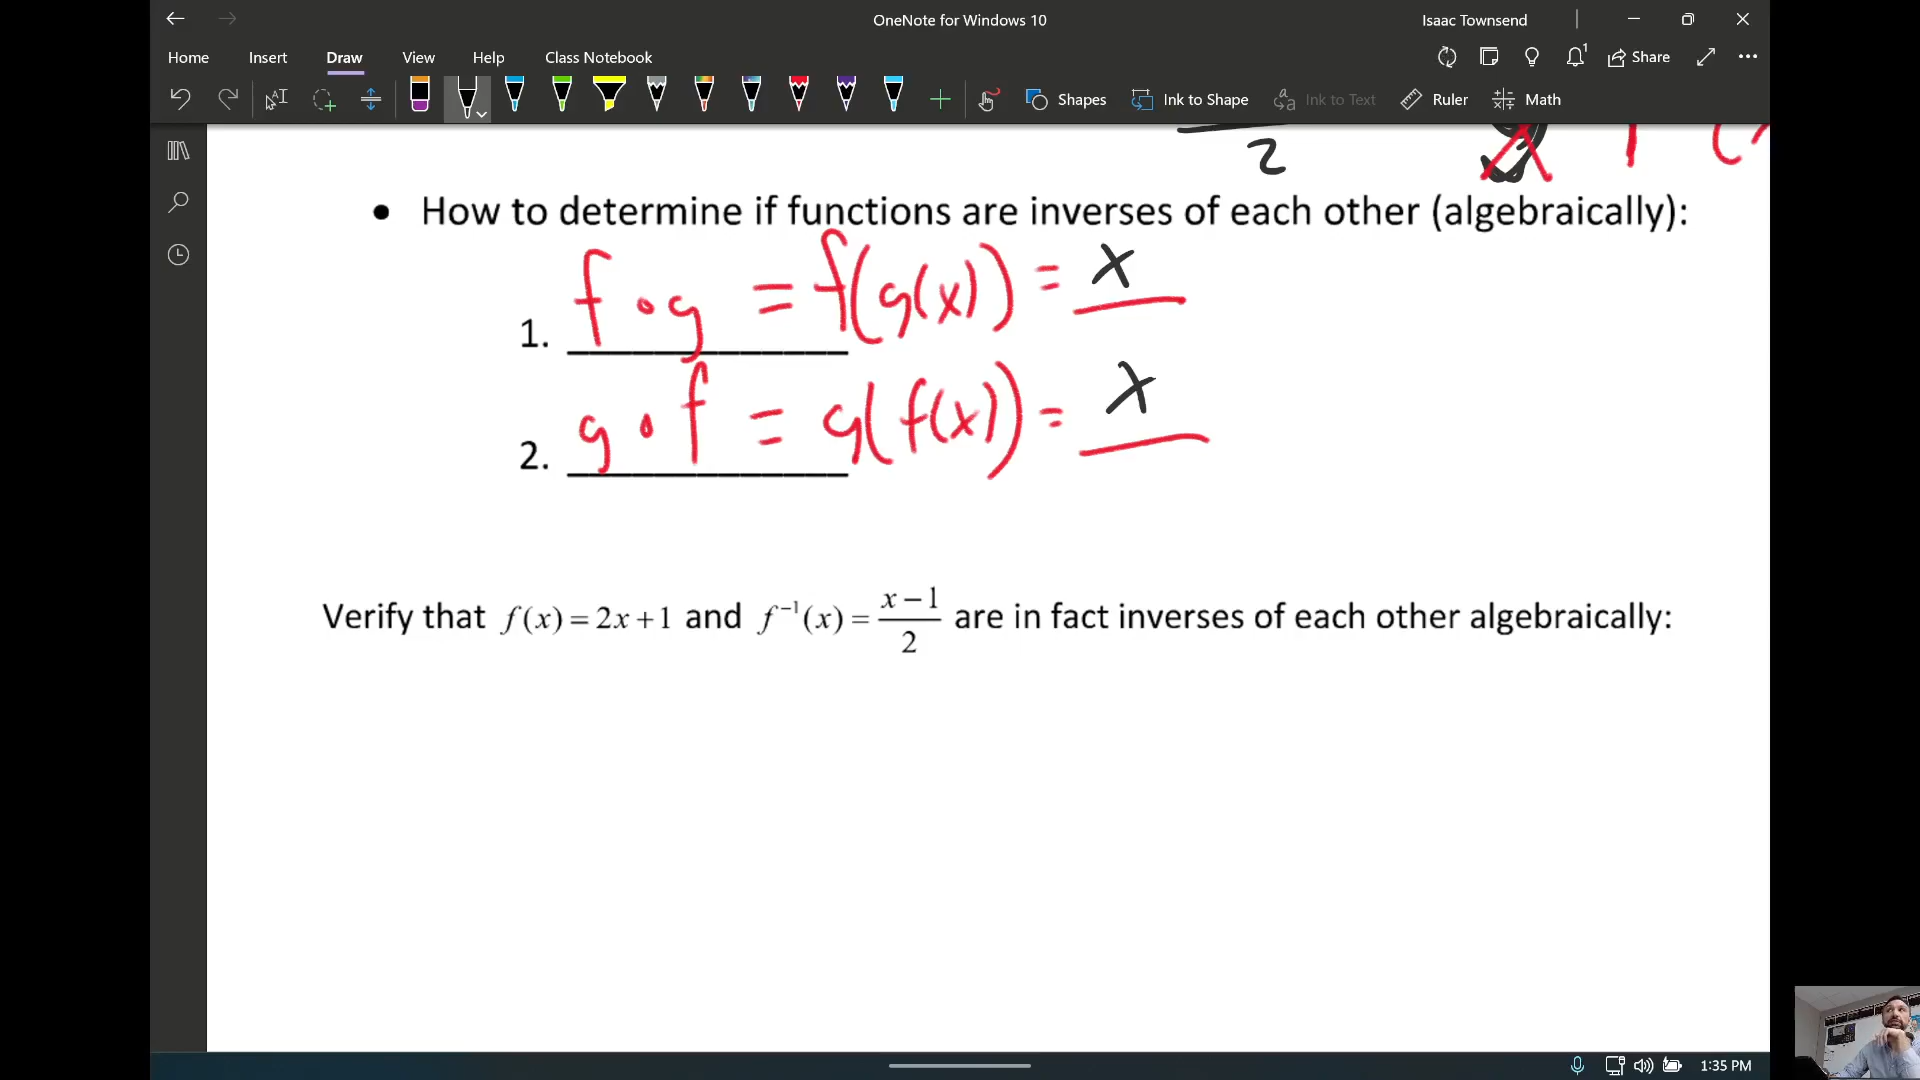 OneNote for Windows 10
Isaac Townsend
Home Insert Draw View Help Class Notebook
1 Share
Shapes Ink to Shape Ink to Text Ruler Math
2
• How to determine if functions are inverses of each other (algebraically):
1. f ∘ g = f(g(x)) = x
2. g ∘ f = g(f(x)) = x
Verify that f(x) = 2x + 1 and f⁻¹(x) = (x − 1)/2 are in fact inverses of each other algebraically:
1:35 PM